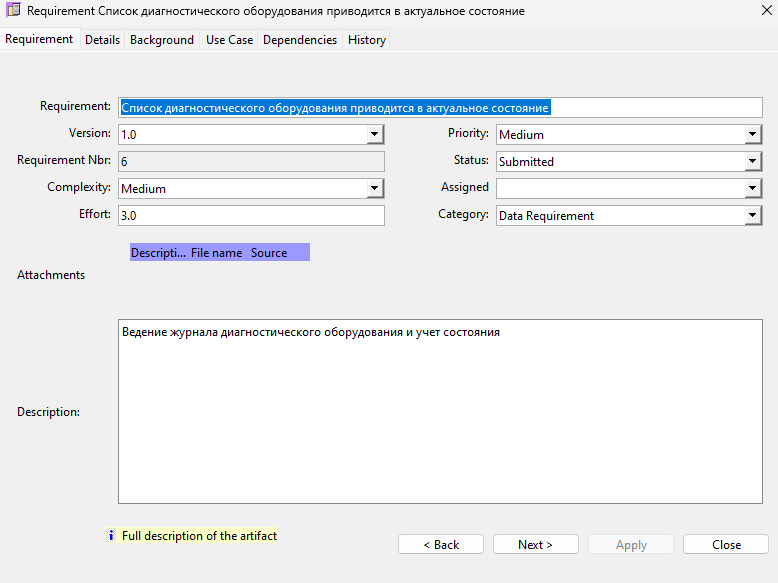 Requirement Список диагностического оборудования приводится в актуальное состояние
Requirement Details Background Use Case Dependencies History
Requirement: Список диагностического оборудования приводится в актуальное состояние
Version: 1.0 Priority: Medium
Requirement Nbr: 6 Status: Submitted
Complexity: Medium Assigned
Effort: 3.0 Category: Data Requirement
Descripti... File name Source
Attachments
Ведение журнала диагностического оборудования и учет состояния
Description:
i Full description of the artifact
< Back Next > Apply Close